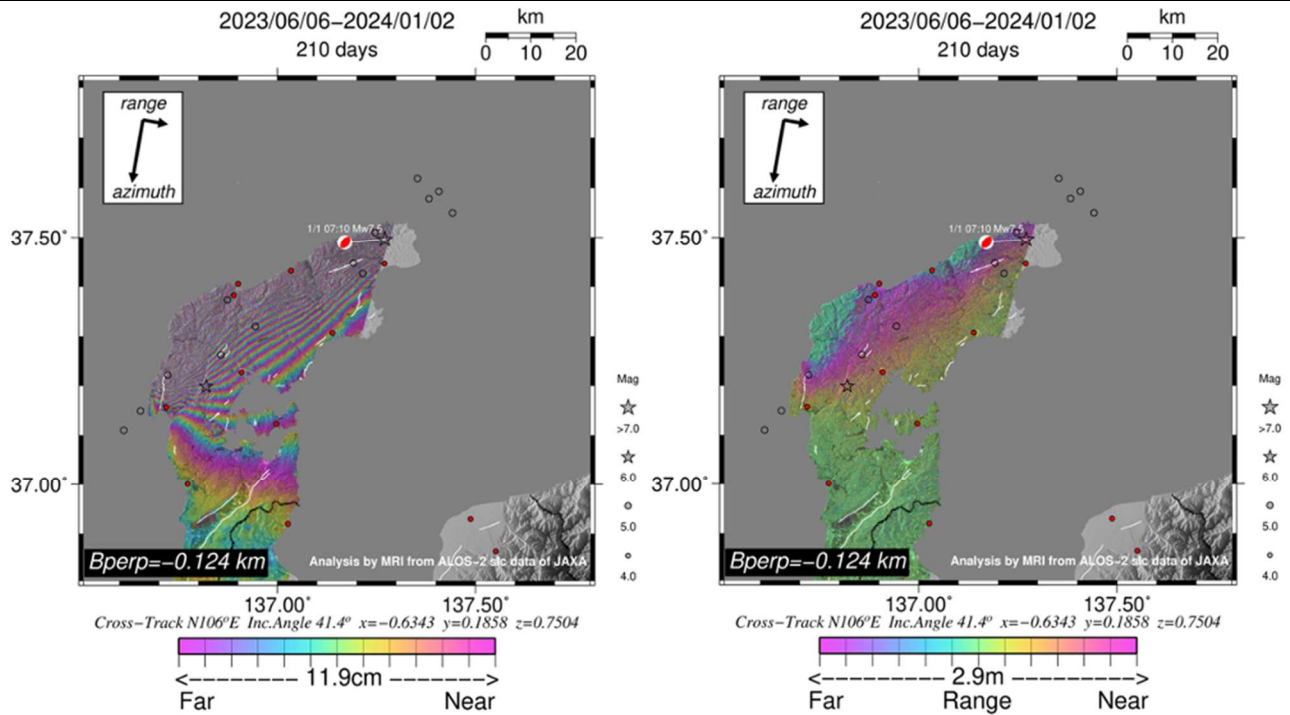 2023/06/06−2024/01/02
210 days
km
0 10 20
range
azimuth
1/1 07:10 Mw7.5
37.50°
37.00°
Mag
>7.0
6.0
5.0
4.0
Bperp=−0.124 km
Analysis by MRI from ALOS−2 slc data of JAXA
137.00°
137.50°
Cross−Track N106°E Inc.Angle 41.4° x=−0.6343 y=0.1858 z=0.7504
<−−−−−−− 11.9cm −−−−−−−>
Far Near
2023/06/06−2024/01/02
210 days
km
0 10 20
range
azimuth
1/1 07:10 Mw7.5
37.50°
37.00°
Mag
>7.0
6.0
5.0
4.0
Bperp=−0.124 km
Analysis by MRI from ALOS−2 slc data of JAXA
137.00°
137.50°
Cross−Track N106°E Inc.Angle 41.4° x=−0.6343 y=0.1858 z=0.7504
<−−−−−−−− 2.9m −−−−−−−−>
Far Range Near